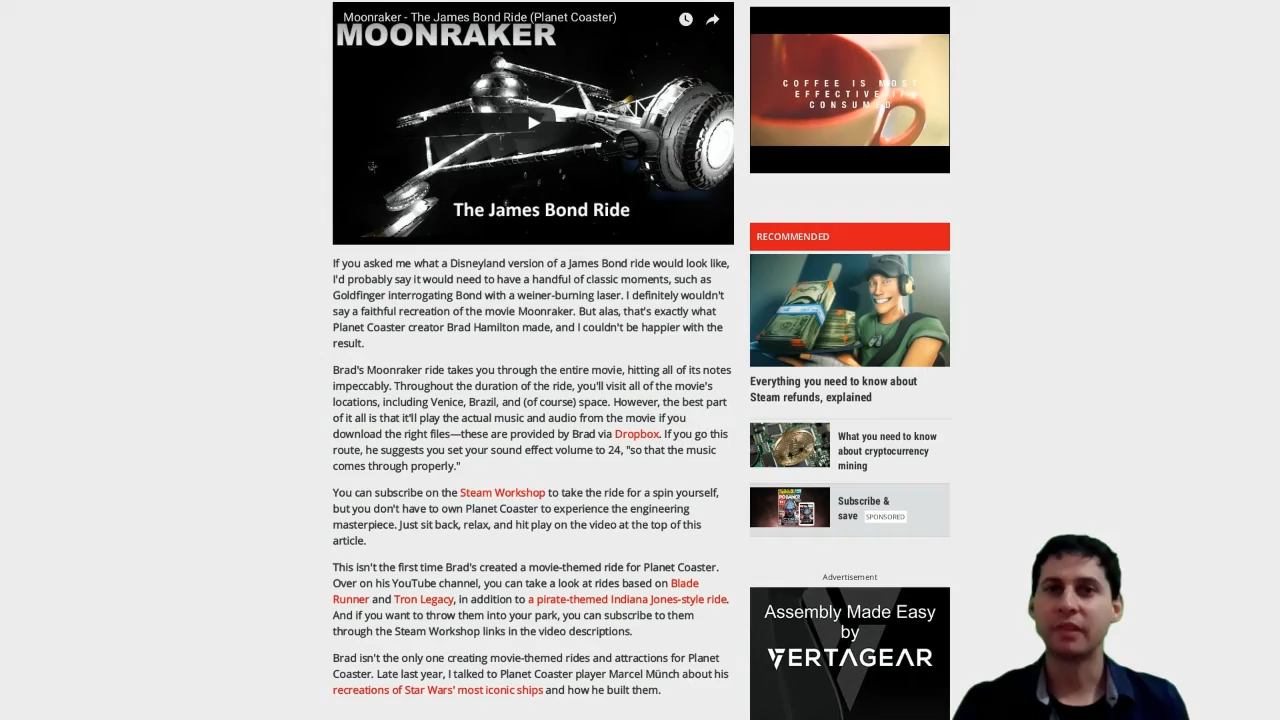 Moonraker - The James Bond Ride (Planet Coaster)
MOONRAKER
The James Bond Ride
If you asked me what a Disneyland version of a James Bond ride would look like,
I'd probably say it would need to have a handful of classic moments, such as
Goldfinger interrogating Bond with a weiner-burning laser. I definitely wouldn't
say a faithful recreation of the movie Moonraker. But alas, that's exactly what
Planet Coaster creator Brad Hamilton made, and I couldn't be happier with the
result.
Brad's Moonraker ride takes you through the entire movie, hitting all of its notes
impeccably. Throughout the duration of the ride, you'll visit all of the movie's
locations, including Venice, Brazil, and (of course) space. However, the best part
of it all is that it'll play the actual music and audio from the movie if you
download the right files—these are provided by Brad via Dropbox. If you go this
route, he suggests you set your sound effect volume to 24, "so that the music
comes through properly."
You can subscribe on the Steam Workshop to take the ride for a spin yourself,
but you don't have to own Planet Coaster to experience the engineering
masterpiece. Just sit back, relax, and hit play on the video at the top of this
article.
This isn't the first time Brad's created a movie-themed ride for Planet Coaster.
Over on his YouTube channel, you can take a look at rides based on Blade
Runner and Tron Legacy, in addition to a pirate-themed Indiana Jones-style ride.
And if you want to throw them into your park, you can subscribe to them
through the Steam Workshop links in the video descriptions.
Brad isn't the only one creating movie-themed rides and attractions for Planet
Coaster. Late last year, I talked to Planet Coaster player Marcel Münch about his
recreations of Star Wars' most iconic ships and how he built them.
COFFEE IS MOST
EFFECTIVE IF
CONSUMED
RECOMMENDED
Everything you need to know about
Steam refunds, explained
What you need to know
about cryptocurrency
mining
Subscribe &
save SPONSORED
Advertisement
Assembly Made Easy
by
VERTAGEAR